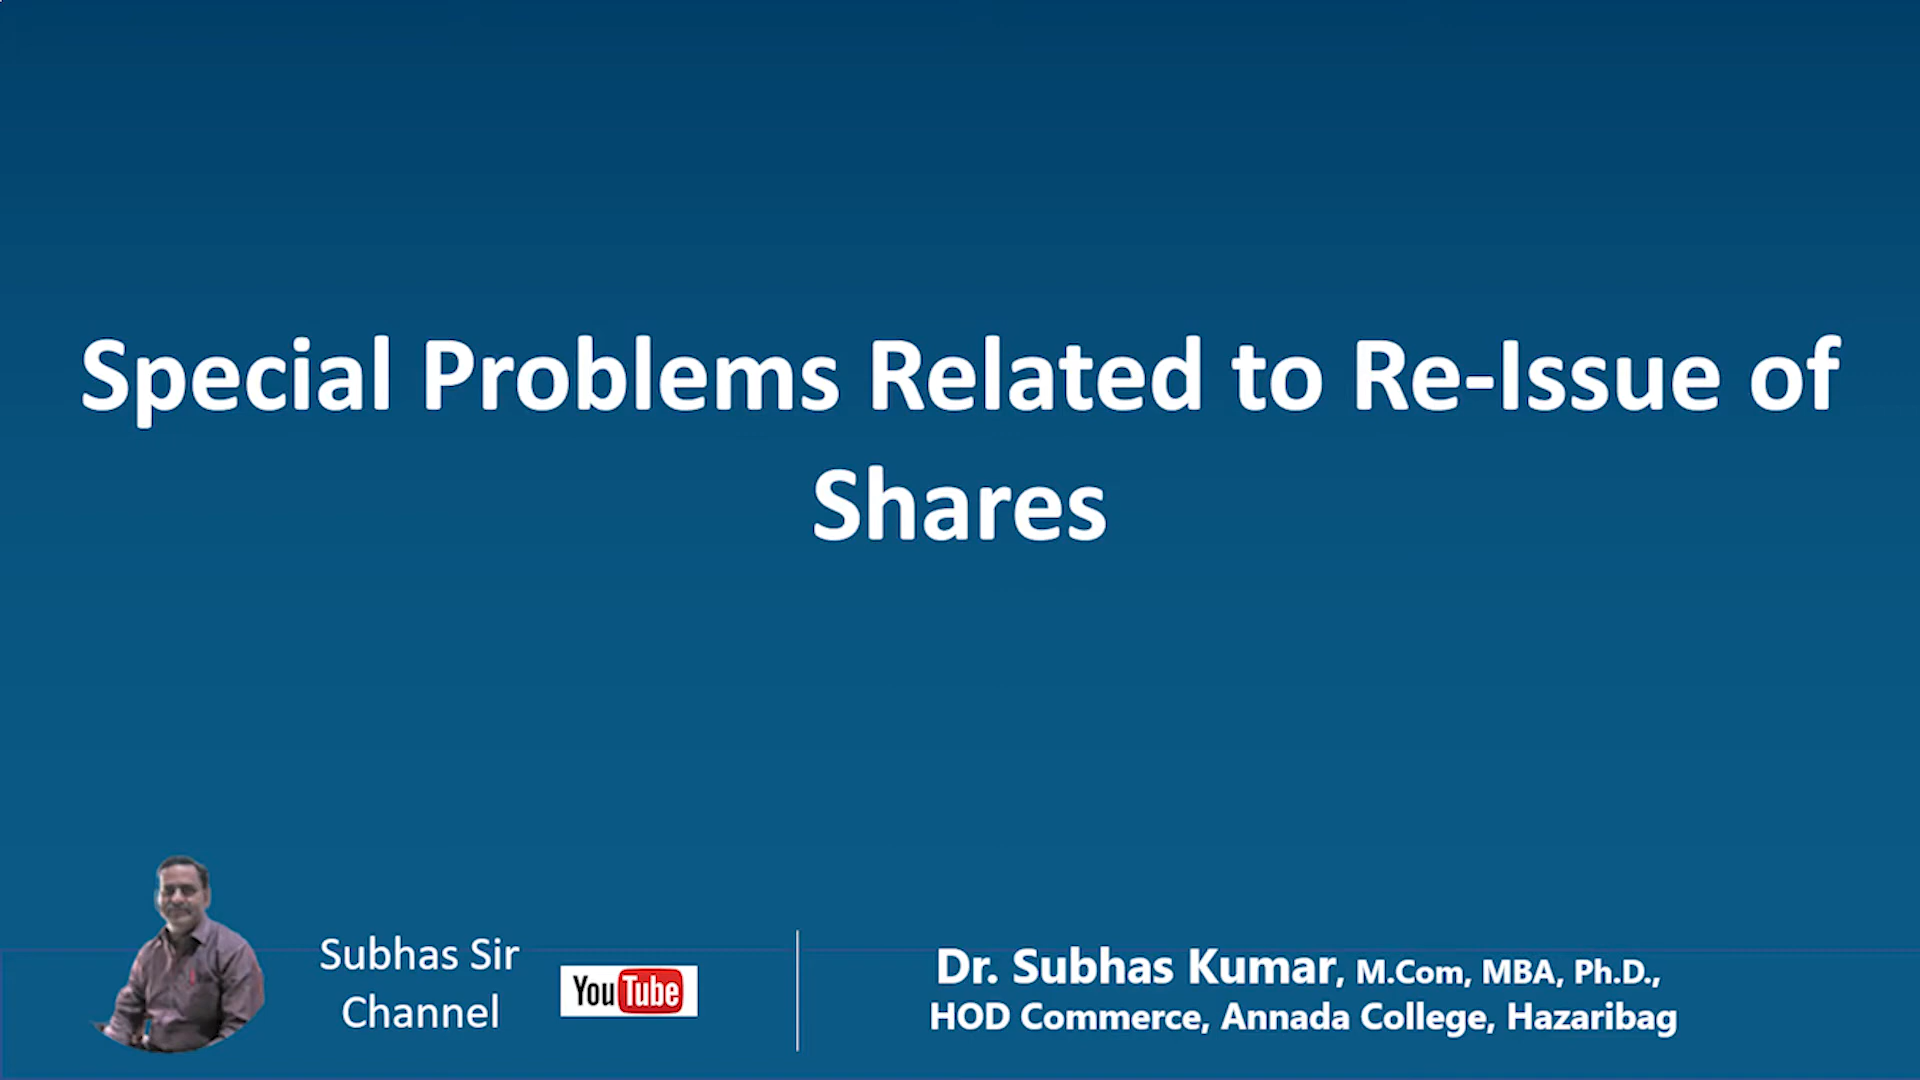 Special Problems Related to Re-Issue of
Shares
Subhas Sir
Channel
YouTube
Dr. Subhas Kumar, M.Com, MBA, Ph.D.,
HOD Commerce, Annada College, Hazaribag